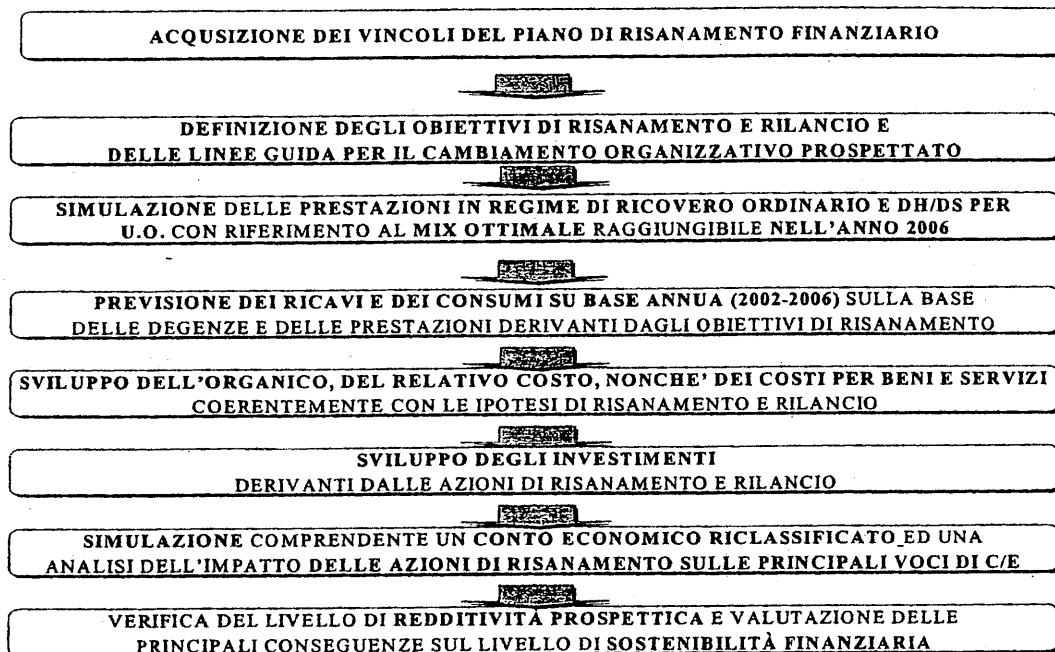 ACQUSIZIONE DEI VINCOLI DEL PIANO DI RISANAMENTO FINANZIARIO
DEFINIZIONE DEGLI OBIETTIVI DI RISANAMENTO E RILANCIO E
DELLE LINEE GUIDA PER IL CAMBIAMENTO ORGANIZZATIVO PROSPETTATO
SIMULAZIONE DELLE PRESTAZIONI IN REGIME DI RICOVERO ORDINARIO E DH/DS PER
U.O. CON RIFERIMENTO AL MIX OTTIMALE RAGGIUNGIBILE NELL'ANNO 2006
PREVISIONE DEI RICAVI E DEI CONSUMI SU BASE ANNUA (2002-2006) SULLA BASE
DELLE DEGENZE E DELLE PRESTAZIONI DERIVANTI DAGLI OBIETTIVI DI RISANAMENTO
SVILUPPO DELL'ORGANICO, DEL RELATIVO COSTO, NONCHE' DEI COSTI PER BENI E SERVIZI
COERENTEMENTE CON LE IPOTESI DI RISANAMENTO E RILANCIO
SVILUPPO DEGLI INVESTIMENTI
DERIVANTI DALLE AZIONI DI RISANAMENTO E RILANCIO
SIMULAZIONE COMPRENDENTE UN CONTO ECONOMICO RICLASSIFICATO ED UNA
ANALISI DELL'IMPATTO DELLE AZIONI DI RISANAMENTO SULLE PRINCIPALI VOCI DI C/E
VERIFICA DEL LIVELLO DI REDDITIVITÀ PROSPETTICA E VALUTAZIONE DELLE
PRINCIPALI CONSEGUENZE SUL LIVELLO DI SOSTENIBILITÀ FINANZIARIA